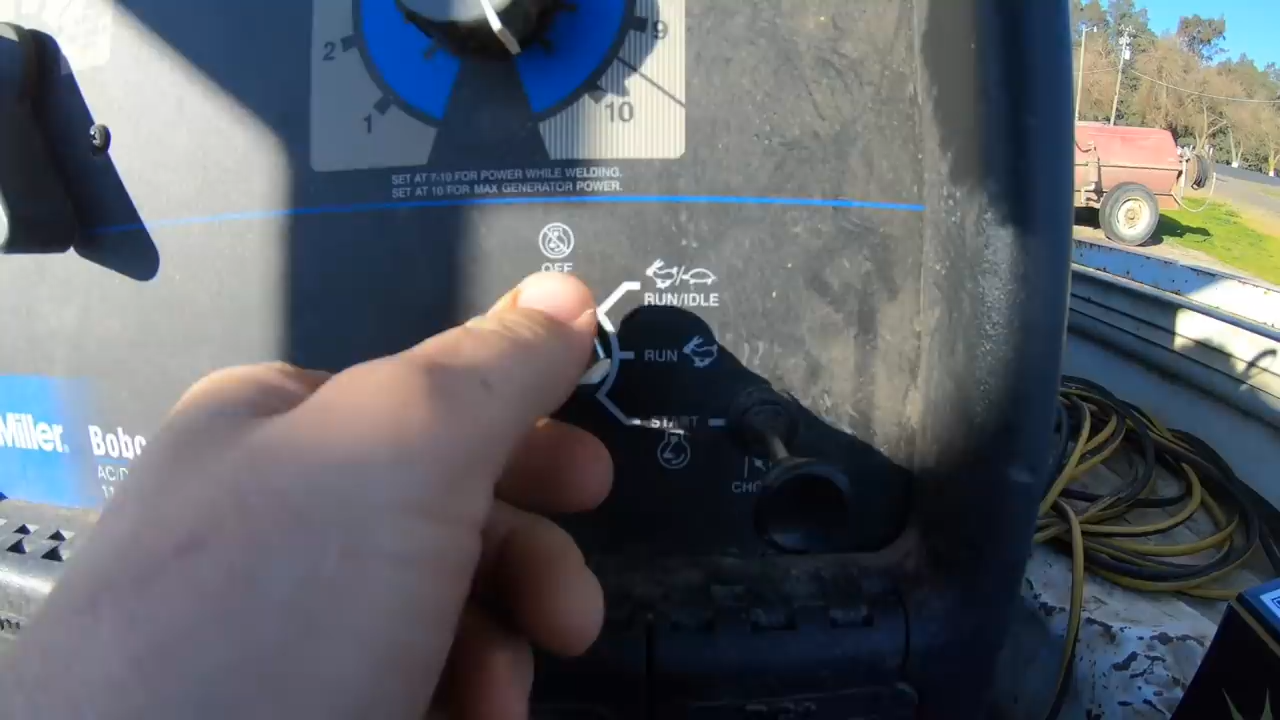 2
9
1
10
SET AT 7-10 FOR POWER WHILE WELDING.
SET AT 10 FOR MAX GENERATOR POWER.
OFF
RUN/IDLE
RUN
START
Miller.